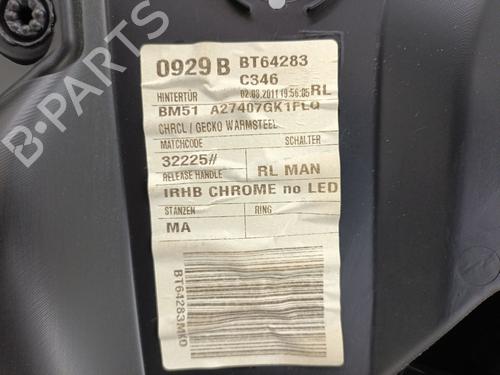 0929 B BT64283
C346
HINTERTÜR 02.08.2011 19:56:05 RL
BM51 A27407GK1FLQ
CHRCL / GECKO WARMSTEEL
MATCHCODE SCHALTER
32225//
RELEASE HANDLE RL MAN
IRHB CHROME no LED
STANZEN RING
MA
BT64283M
B-PARTS